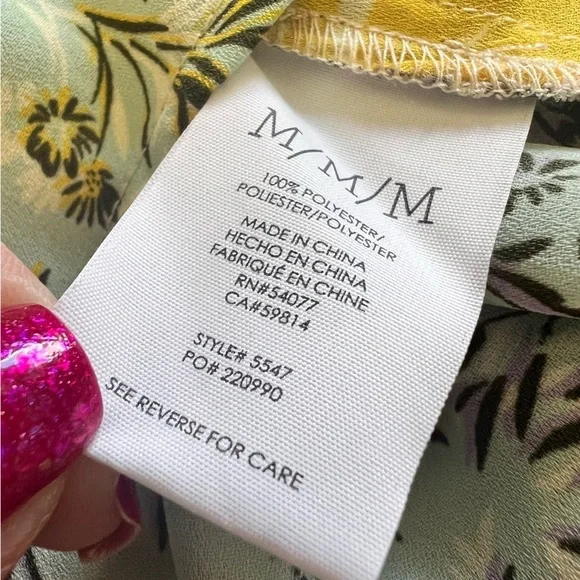 M/M/M
100% POLYESTER/
POLIESTER/POLYESTER
MADE IN CHINA
HECHO EN CHINA
FABRIQUÉ EN CHINE
RN#54077
CA#59814
STYLE# 5547
PO# 220990
SEE REVERSE FOR CARE